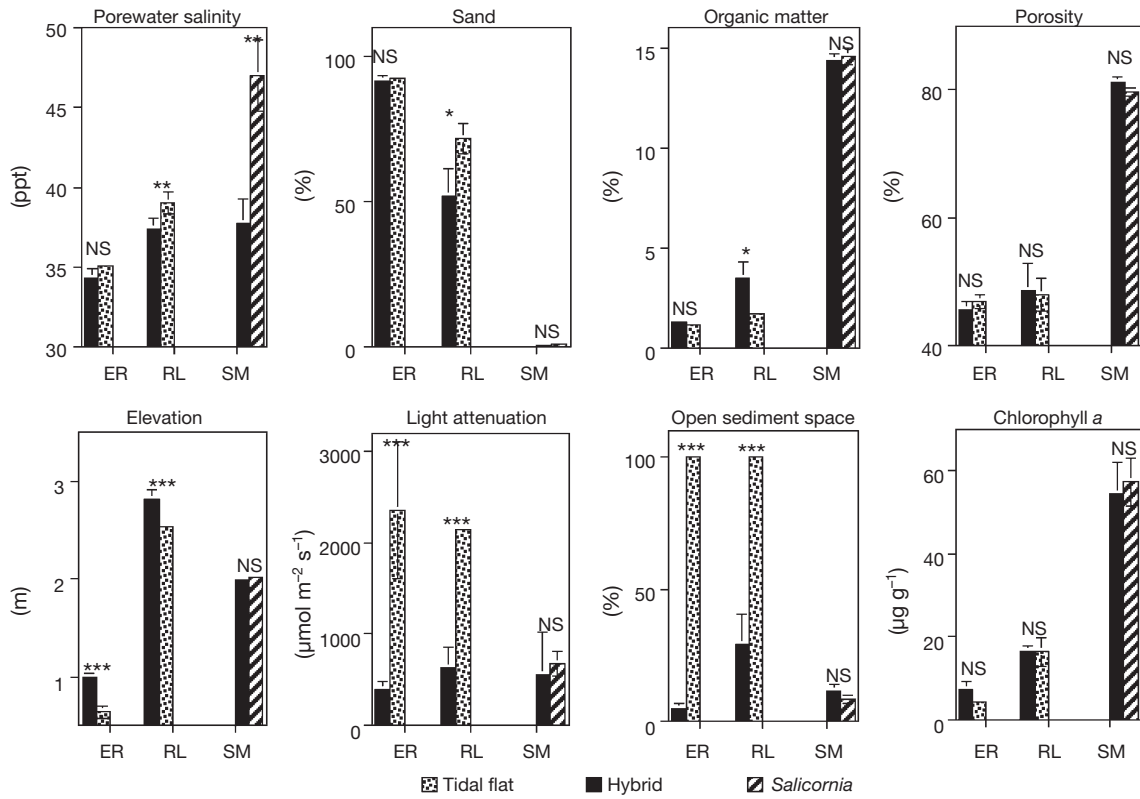 Porewater salinity
50
45
40
35
30
(ppt)
NS
**
**
ER RL SM
Sand
100
50
0
(%)
NS
*
NS
ER RL SM
Organic matter
15
10
5
0
(%)
NS
*
NS
ER RL SM
Porosity
80
60
40
(%)
NS
NS
NS
ER RL SM
Elevation
3
2
1
(m)
***
***
NS
ER RL SM
Light attenuation
3000
2000
1000
0
(µmol m–2 s–1)
***
***
NS
ER RL SM
Open sediment space
100
50
0
(%)
***
***
NS
ER RL SM
Chlorophyll a
60
40
20
0
(µg g–1)
NS
NS
NS
ER RL SM
Tidal flat Hybrid Salicornia